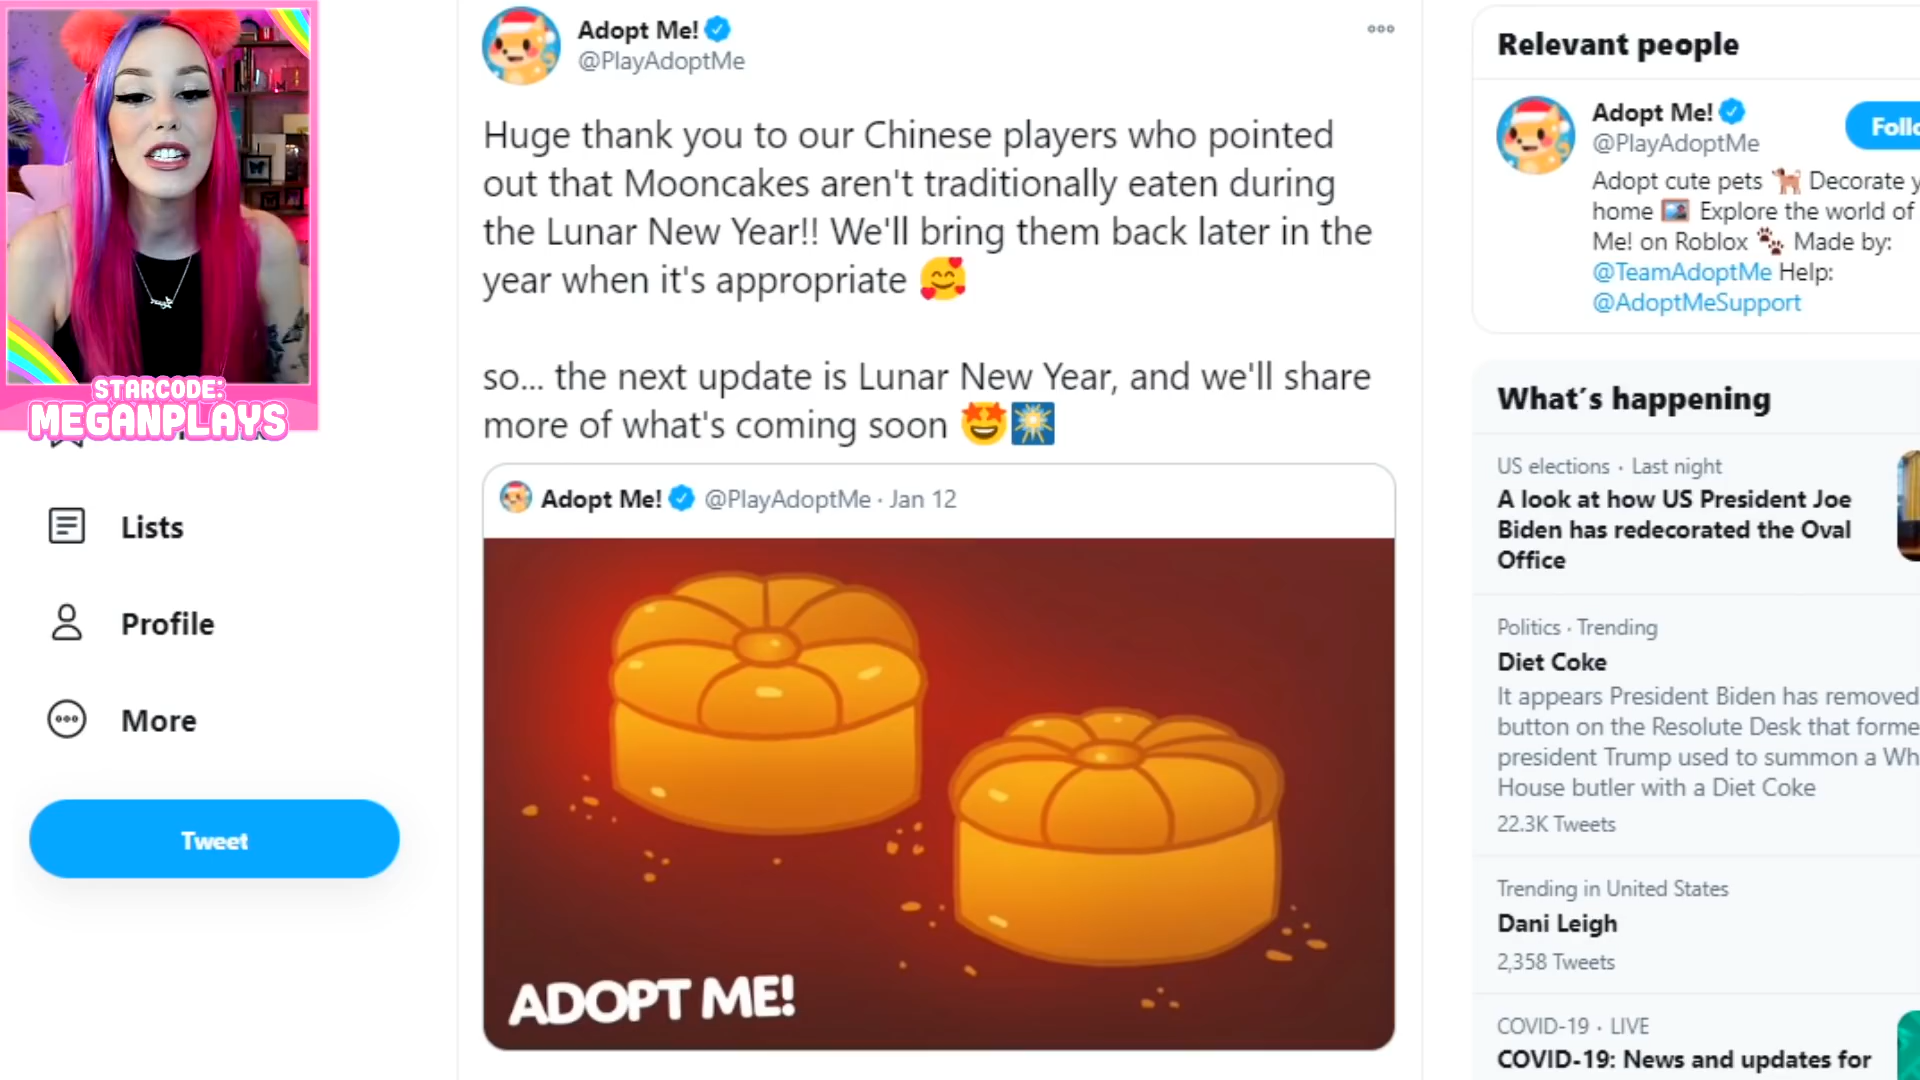 STARCODE:
MEGANPLAYS
Lists
Profile
More
Tweet
Adopt Me!
@PlayAdoptMe
Huge thank you to our Chinese players who pointed
out that Mooncakes aren't traditionally eaten during
the Lunar New Year!! We'll bring them back later in the
year when it's appropriate 🥰
so... the next update is Lunar New Year, and we'll share
more of what's coming soon 🤩🎇
Adopt Me! @PlayAdoptMe · Jan 12
ADOPT ME!
Relevant people
Adopt Me!
@PlayAdoptMe
Follo
Adopt cute pets 🐕 Decorate y
home 🖼️ Explore the world of
Me! on Roblox 🐾 Made by:
@TeamAdoptMe Help:
@AdoptMeSupport
What's happening
US elections · Last night
A look at how US President Joe
Biden has redecorated the Oval
Office
Politics · Trending
Diet Coke
It appears President Biden has removed
button on the Resolute Desk that forme
president Trump used to summon a Wh
House butler with a Diet Coke
22.3K Tweets
Trending in United States
Dani Leigh
2,358 Tweets
COVID-19 · LIVE
COVID-19: News and updates for